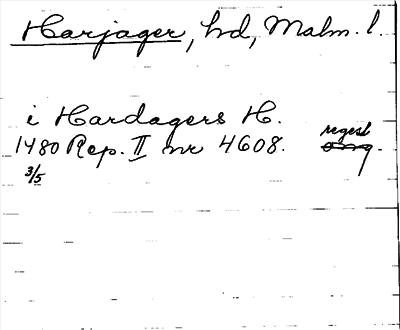 Harjager, hd, Malm. l.
i Hardagers H.
1480 Rep. II nr 4608. regest
3/5